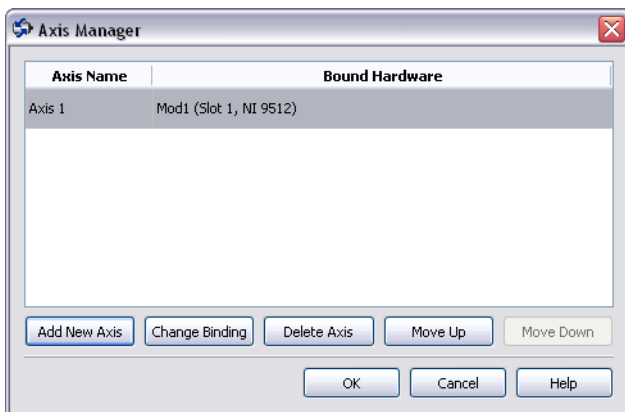 Axis Manager
Axis Name Bound Hardware
Axis 1 Mod1 (Slot 1, NI 9512)
Add New Axis Change Binding Delete Axis Move Up Move Down
OK Cancel Help